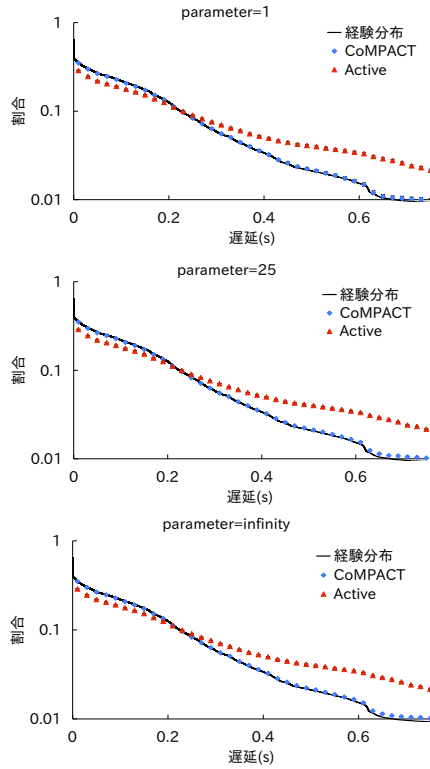 parameter=1
1
0.1
0.01
割合
0
0.2
0.4
0.6
遅延(s)
経験分布
CoMPACT
Active
parameter=25
1
0.1
0.01
割合
0
0.2
0.4
0.6
遅延(s)
経験分布
CoMPACT
Active
parameter=infinity
1
0.1
0.01
割合
0
0.2
0.4
0.6
遅延(s)
経験分布
CoMPACT
Active